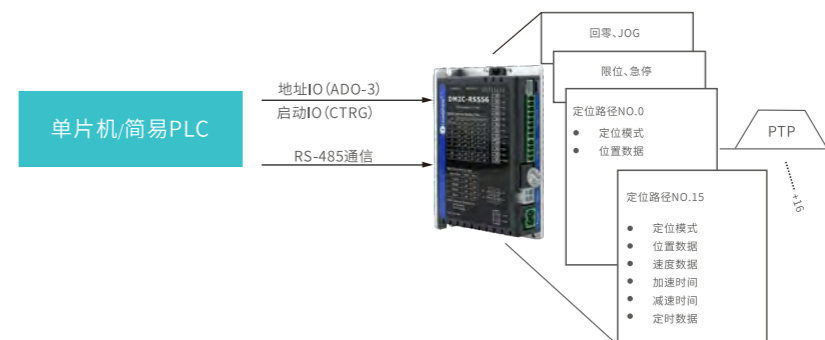 回零、JOG
限位、急停
地址IO（ADO-3）
启动IO（CTRG）
单片机/简易PLC
RS-485通信
DM2C-RS556
定位路径NO.0
● 定位模式
● 位置数据
PTP
+16
定位路径NO.15
● 定位模式
● 位置数据
● 速度数据
● 加速时间
● 减速时间
● 定时数据